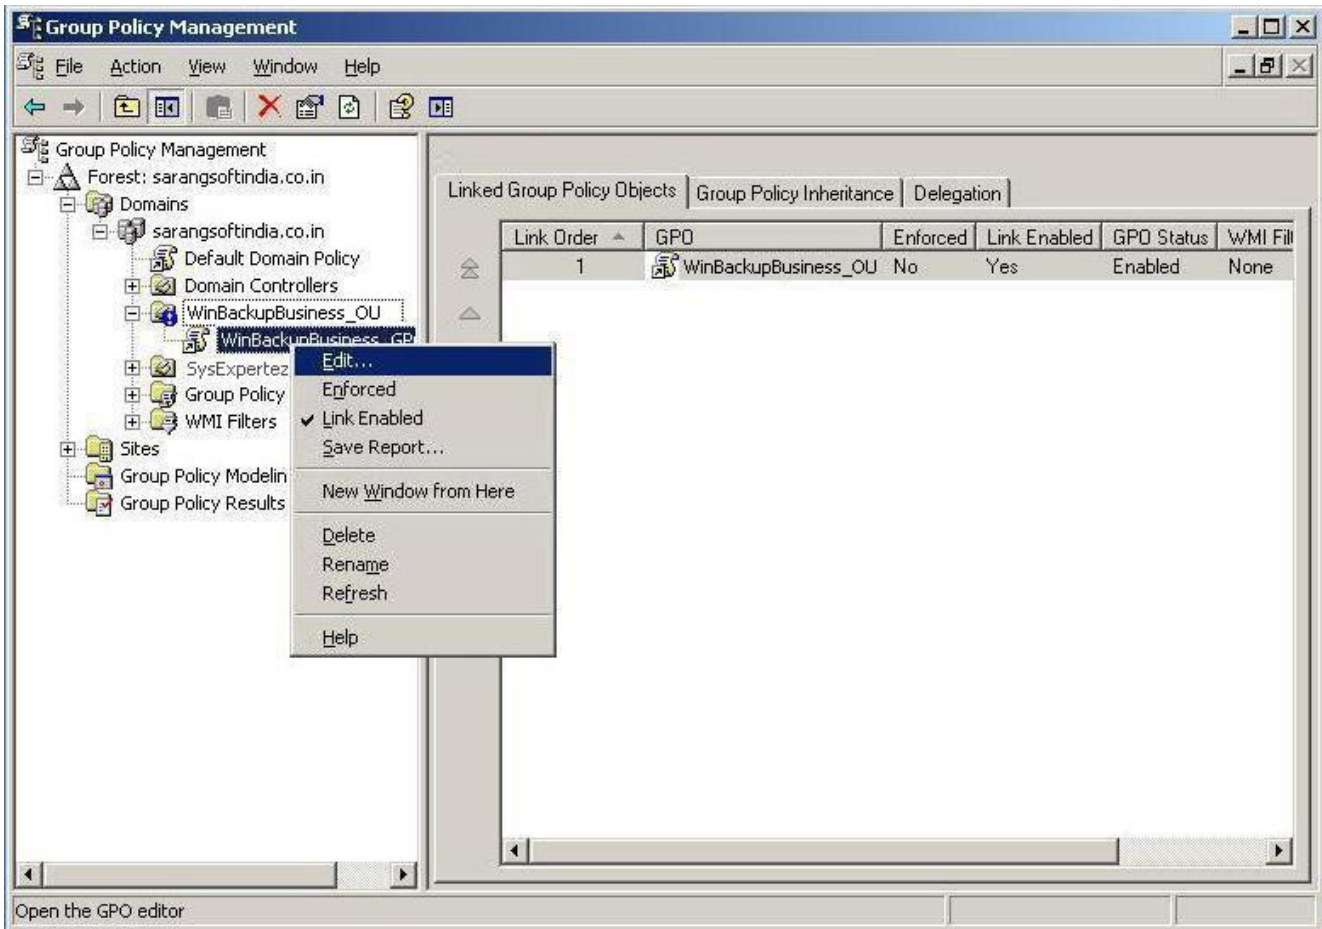 Group Policy Management
File Action View Window Help
Group Policy Management
Forest: sarangsoftindia.co.in
Domains
sarangsoftindia.co.in
Default Domain Policy
Domain Controllers
WinBackupBusiness_OU
WinBackupBusiness_GP
SysExpertez
Group Policy
WMI Filters
Sites
Group Policy Modelin
Group Policy Results
Edit...
Enforced
Link Enabled
Save Report...
New Window from Here
Delete
Rename
Refresh
Help
Linked Group Policy Objects Group Policy Inheritance Delegation
Link Order GPO Enforced Link Enabled GPO Status WMI Fil
1 WinBackupBusiness_OU No Yes Enabled None
Open the GPO editor